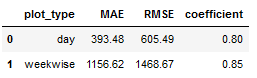 plot_type MAE RMSE coefficient
0 day 393.48 605.49 0.80
1 weekwise 1156.62 1468.67 0.85